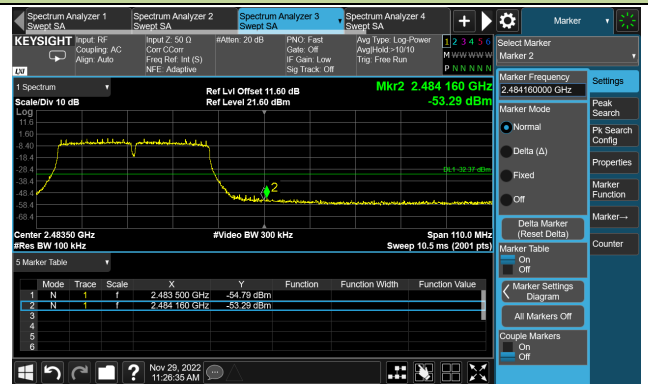 Spectrum Analyzer 1
Swept SA
Spectrum Analyzer 2
Swept SA
Spectrum Analyzer 3
Swept SA
Spectrum Analyzer 4
Swept SA
Marker
KEYSIGHT
Input: RF
Coupling: AC
Align: Auto
Input Z: 50 Ω
Corr CCorr
Freq Ref: Int (S)
NFE: Adaptive
#Atten: 20 dB
PNO: Fast
Gate: Off
IF Gain: Low
Sig Track: Off
Avg Type: Log-Power
Avg|Hold:>10/10
Trig: Free Run
1 2 3 4 5 6
M W W W W W
P N N N N N
LXI
Select Marker
Marker 2
1 Spectrum
Scale/Div 10 dB
Ref Lvl Offset 11.60 dB
Ref Level 21.60 dBm
Mkr2 2.484 160 GHz
-53.29 dBm
Log
11.6
1.60
-8.40
-18.4
-28.4
-38.4
-48.4
-58.4
-68.4
DL1 -32.37 dBm
2
Center 2.48350 GHz
#Res BW 100 kHz
#Video BW 300 kHz
Span 110.0 MHz
Sweep 10.5 ms (2001 pts)
5 Marker Table
Mode Trace Scale X Y Function Function Width Function Value
1 N 1 f 2.483 500 GHz -54.79 dBm
2 N 1 f 2.484 160 GHz -53.29 dBm
3
4
5
6
Marker Frequency
2.484160000 GHz
Marker Mode
Normal
Delta (Δ)
Fixed
Off
Delta Marker
(Reset Delta)
Marker Table
On
Off
Marker Settings
Diagram
All Markers Off
Couple Markers
On
Off
Settings
Peak
Search
Pk Search
Config
Properties
Marker
Function
Marker→
Counter
Nov 29, 2022
11:26:35 AM